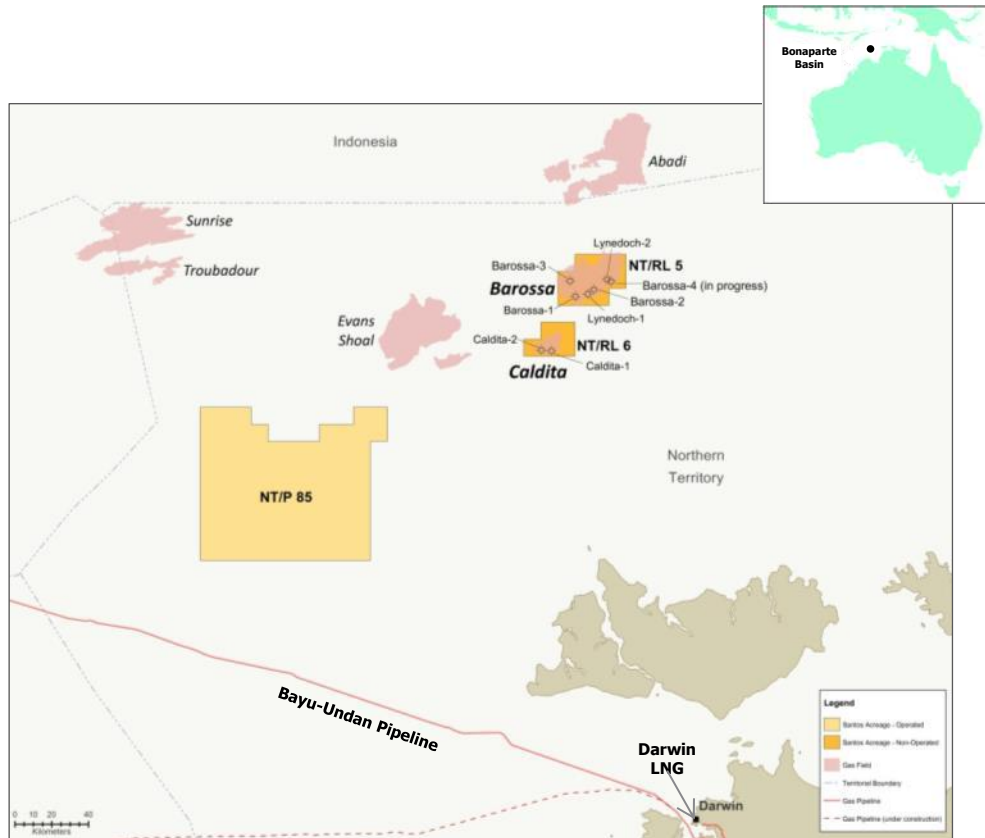 Bonaparte
Basin
Indonesia
Abadi
Sunrise
Troubadour
Lynedoch-2
Barossa-3
NT/RL 5
Barossa
Barossa-4 (in progress)
Barossa-1
Barossa-2
Lynedoch-1
Evans
Shoal
Caldita-2
NT/RL 6
Caldita-1
Caldita
Northern
Territory
NT/P 85
Bayu-Undan Pipeline
Darwin
LNG
Darwin
Legend
Santos Acreage - Operated
Santos Acreage - Non-Operated
Gas Field
Territorial Boundary
Gas Pipeline
Gas Pipeline (under construction)
0 10 20 30 40
Kilometers